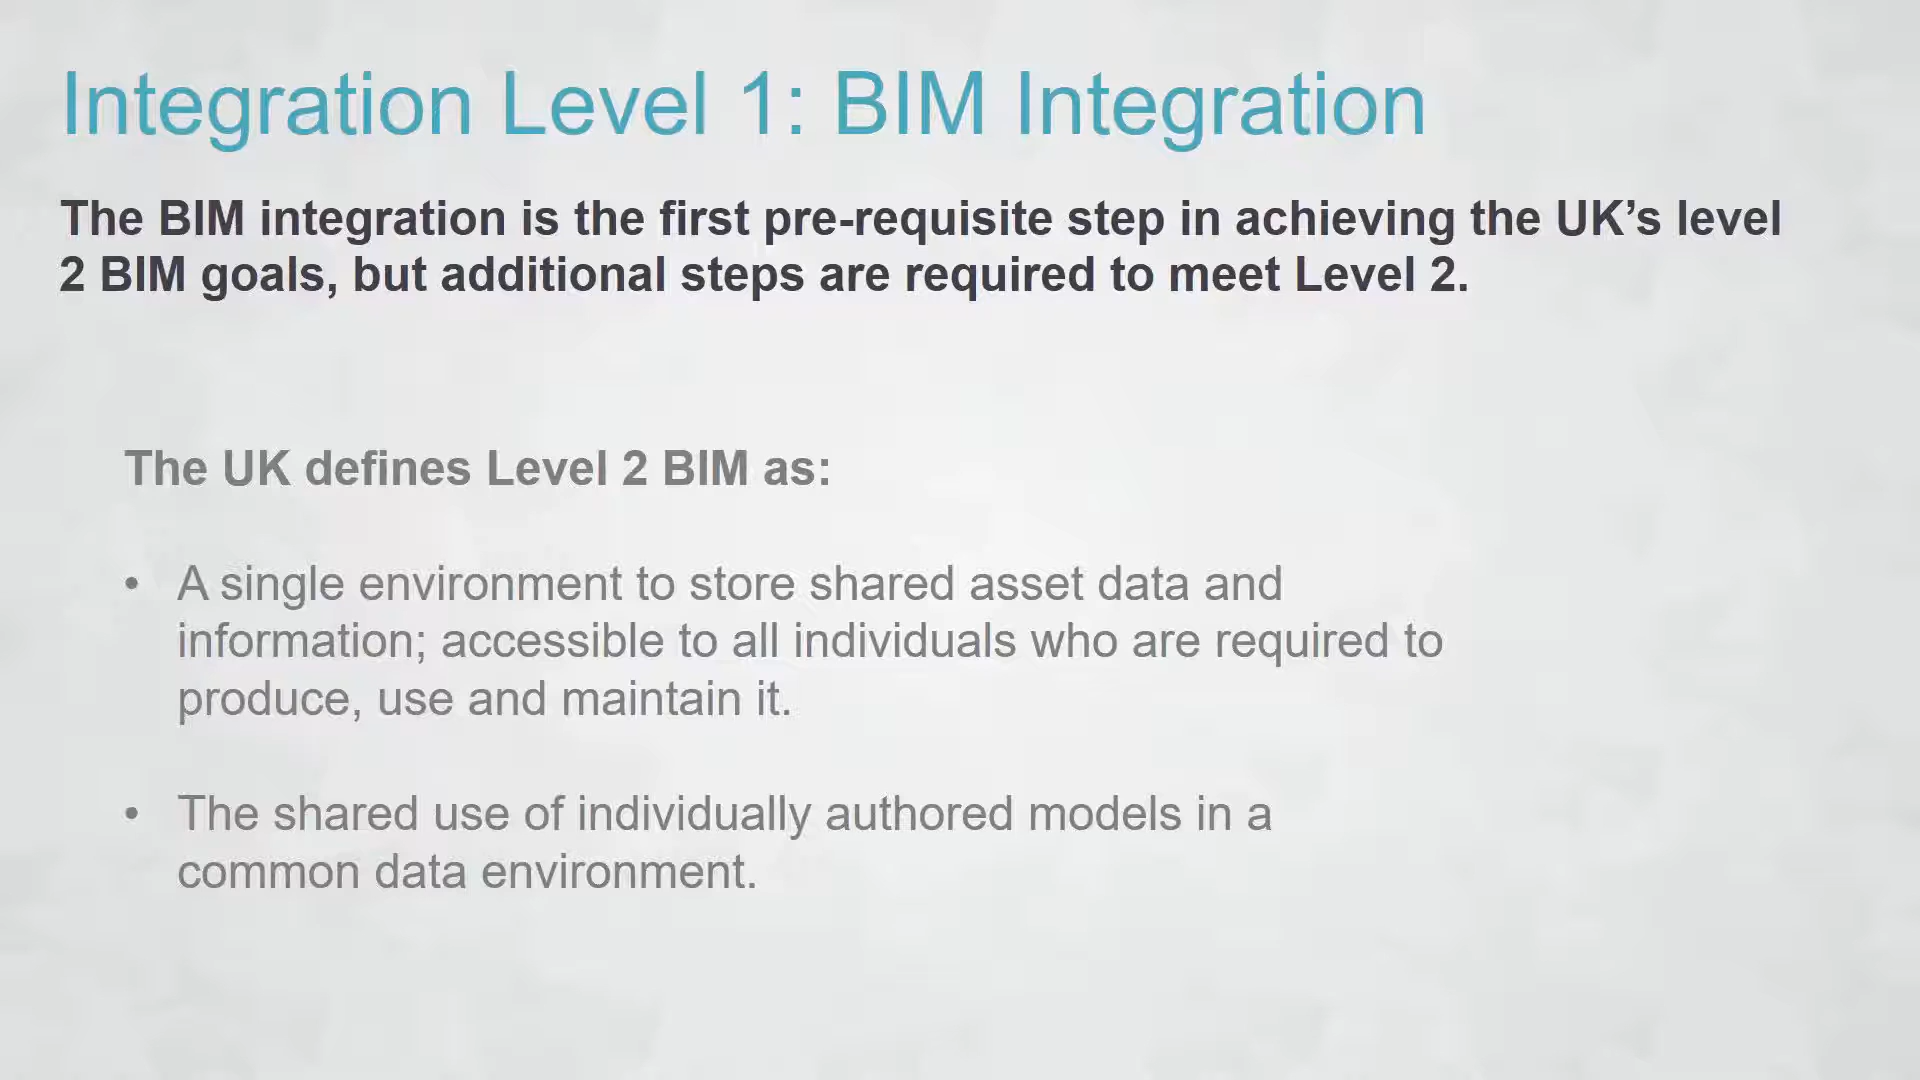 Integration Level 1: BIM Integration
The BIM integration is the first pre-requisite step in achieving the UK’s level
2 BIM goals, but additional steps are required to meet Level 2.
The UK defines Level 2 BIM as:
• A single environment to store shared asset data and
information; accessible to all individuals who are required to
produce, use and maintain it.
• The shared use of individually authored models in a
common data environment.